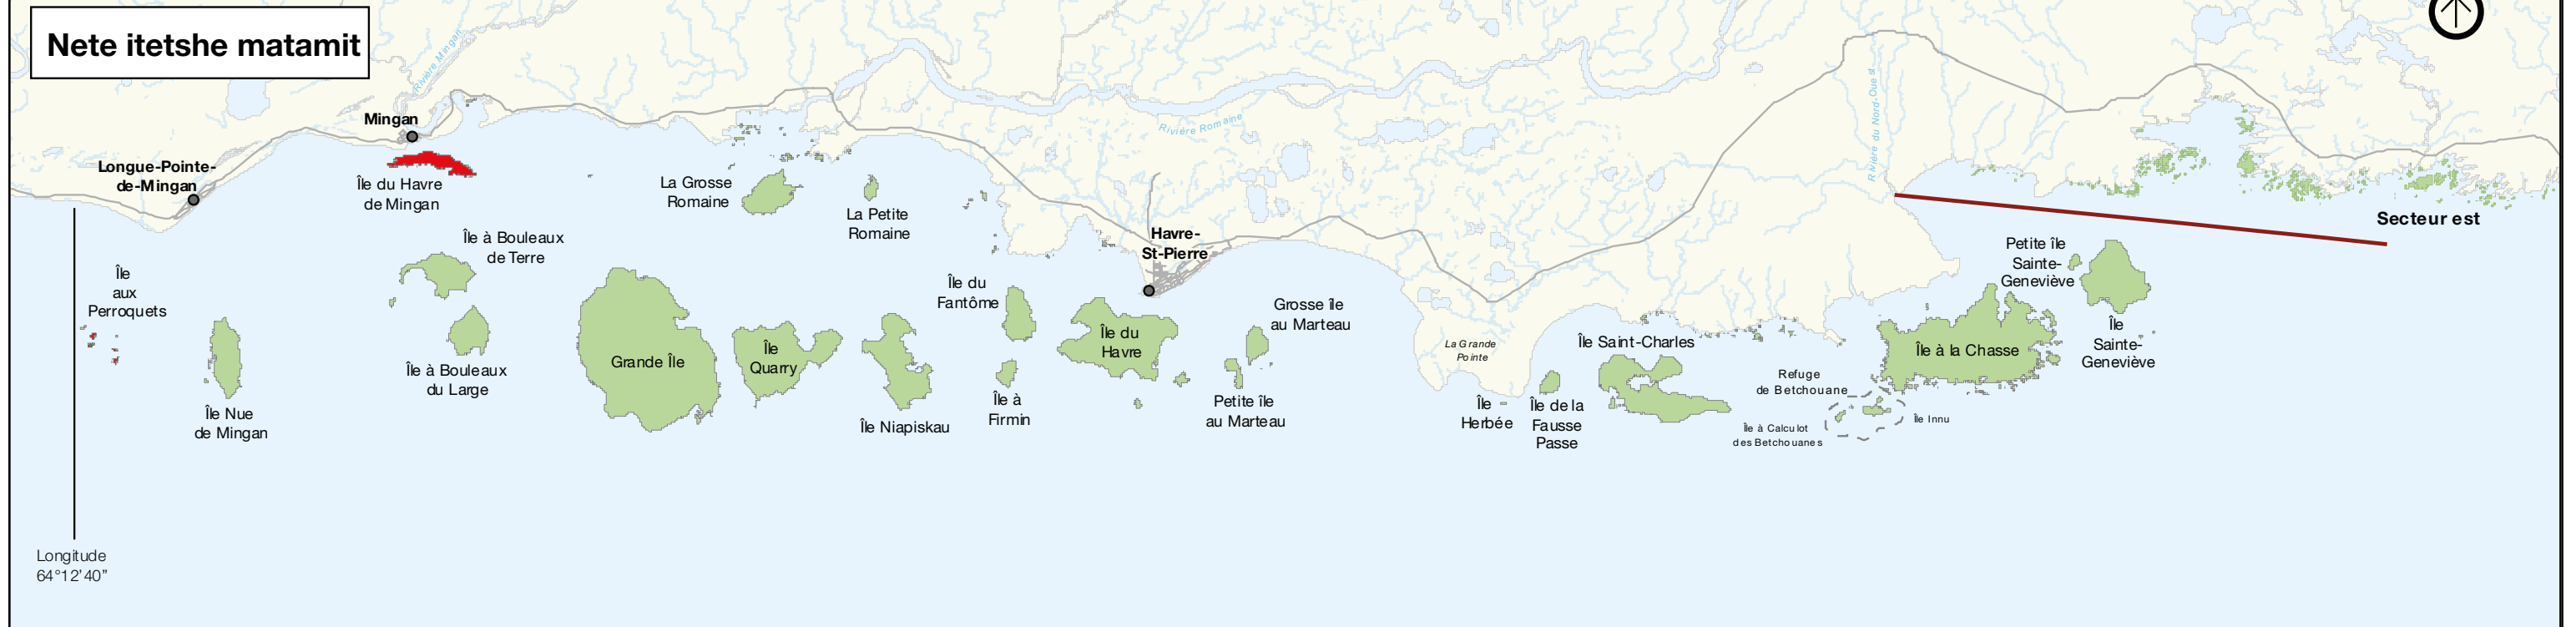 Nete itetshe matamit
Rivière Mingan
Mingan
Longue-Pointe-
de-Mingan
Île du Havre
de Mingan
La Grosse
Romaine
La Petite
Romaine
Rivière Romaine
Rivière du Nord-Ouest
Secteur est
Havre-
St-Pierre
Île à Bouleaux
de Terre
Île
aux
Perroquets
Île du
Fantôme
Grosse île
au Marteau
Petite île
Sainte-
Geneviève
Île du
Havre
La Grande
Pointe
Île Saint-Charles
Île à la Chasse
Île
Sainte-
Geneviève
Grande Île
Île
Quarry
Île à Bouleaux
du Large
Refuge
de Betchouane
Île Nue
de Mingan
Île Niapiskau
Île à
Firmin
Petite île
au Marteau
Île
Herbée
Île de la
Fausse
Passe
Île à Calculot
des Betchouanes
Île Innu
Longitude
64°12'40”